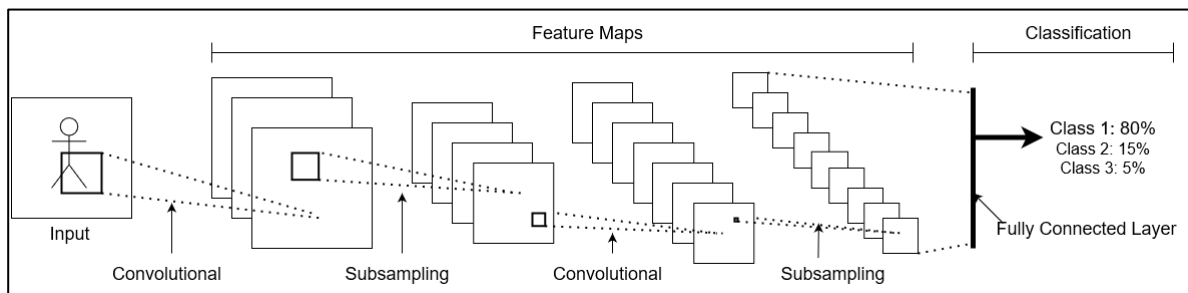 Feature Maps
Classification
Class 1: 80%
Class 2: 15%
Class 3: 5%
Input
Fully Connected Layer
Convolutional
Subsampling
Convolutional
Subsampling